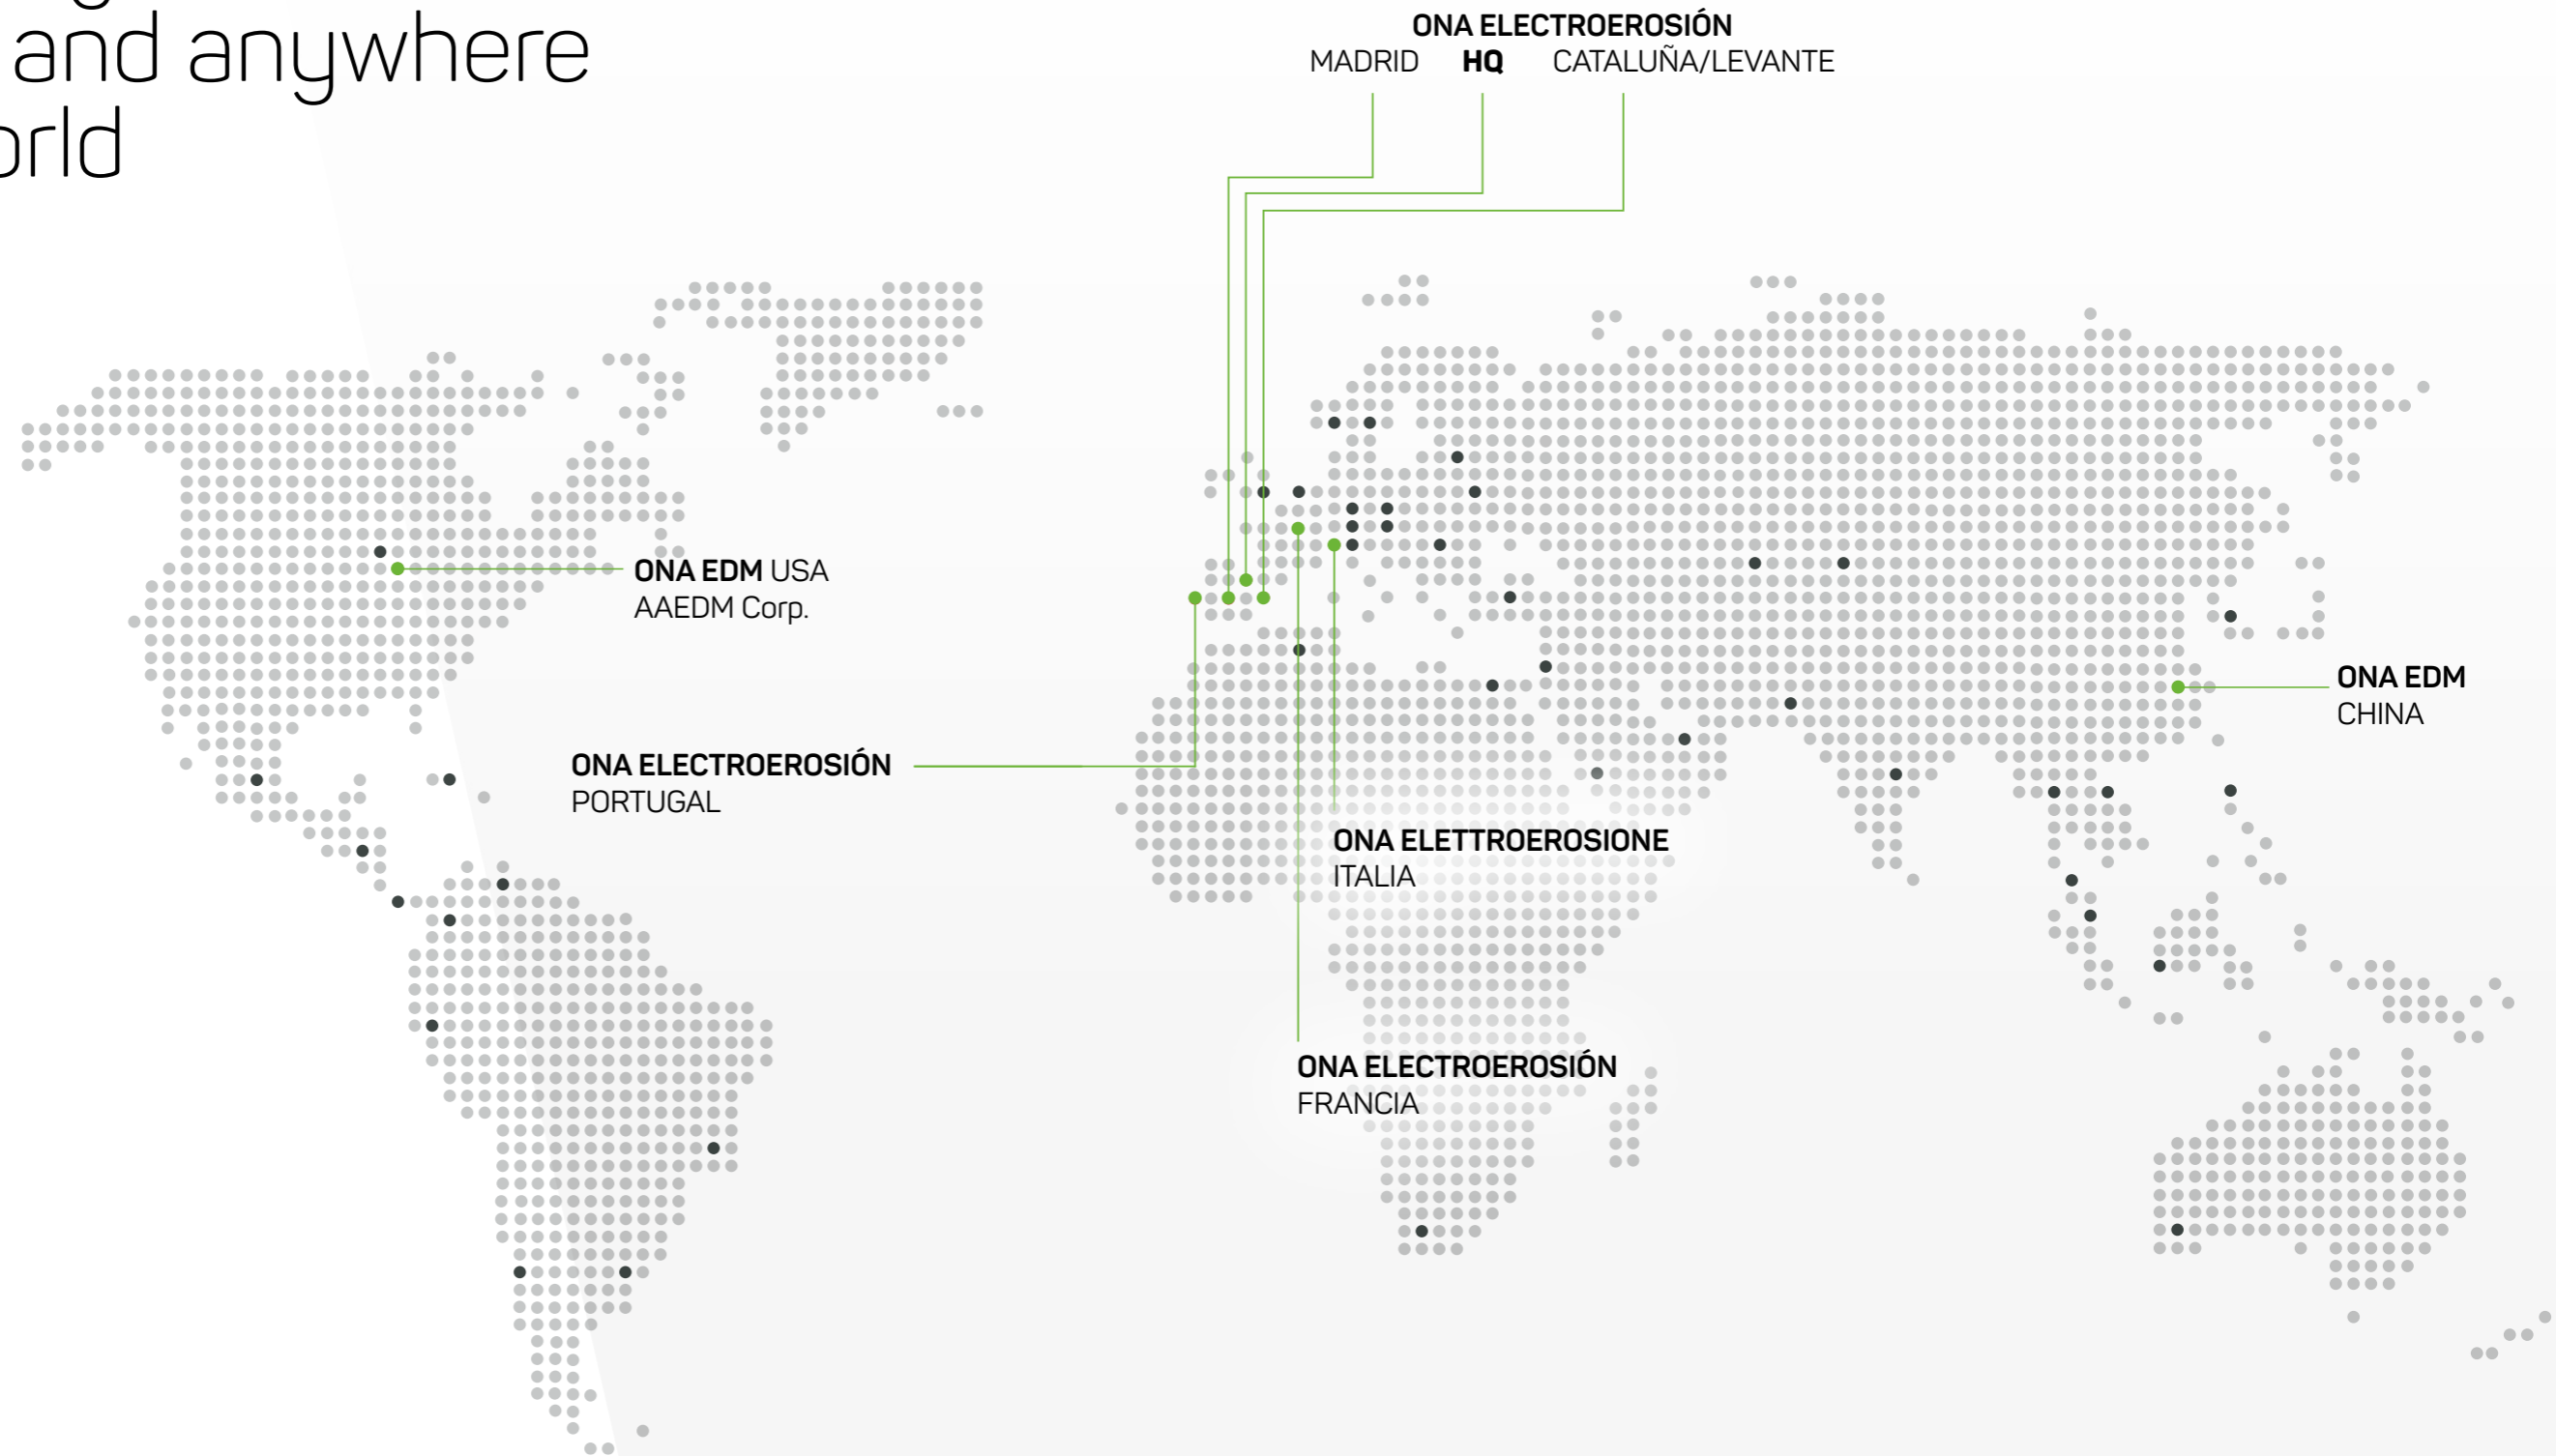 and anywhere
ONA ELECTROEROSIÓN
MADRID HQ CATALUÑA/LEVANTE
ONA EDM USA
AAEDM Corp.
ONA EDM
CHINA
ONA ELECTROEROSIÓN
PORTUGAL
ONA ELETTROEROSIONE
ITALIA
ONA ELECTROEROSIÓN
FRANCIA